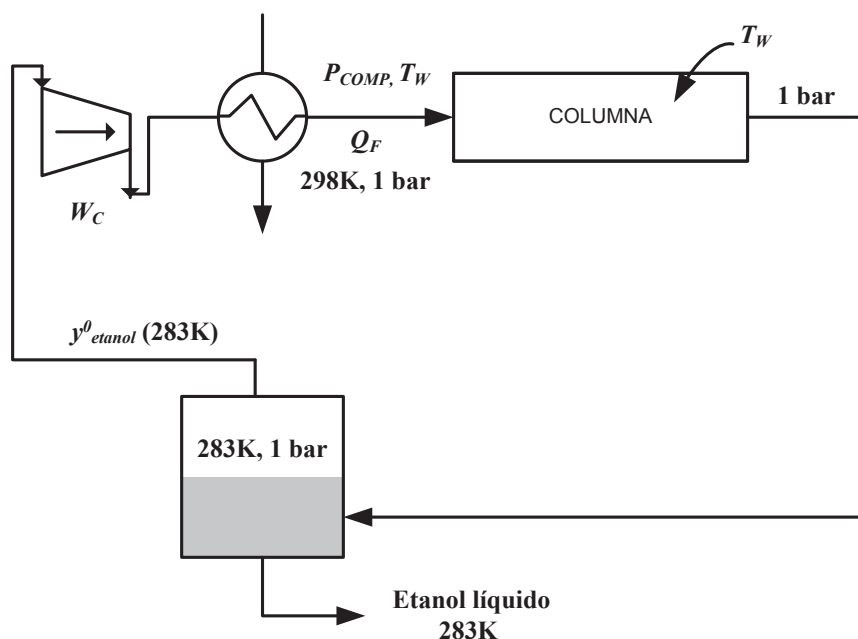 T_W
P_COMP, T_W
COLUMNA
1 bar
Q_F
298K, 1 bar
W_C
y^0_etanol (283K)
283K, 1 bar
Etanol líquido
283K